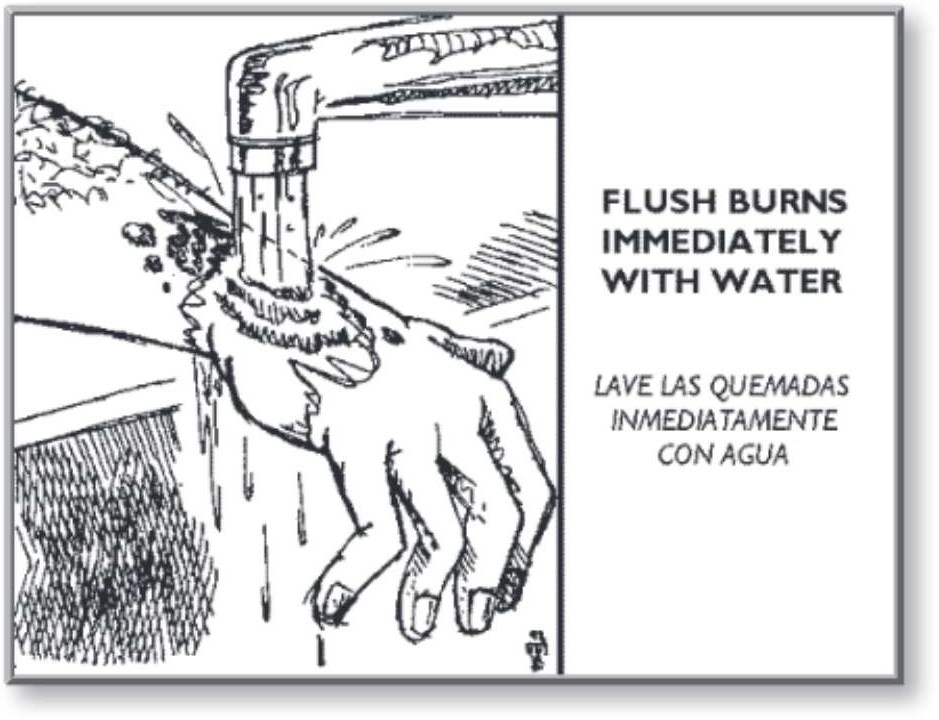 FLUSH BURNS
IMMEDIATELY
WITH WATER
LAVE LAS QUEMADAS
INMEDIATAMENTE
CON AGUA